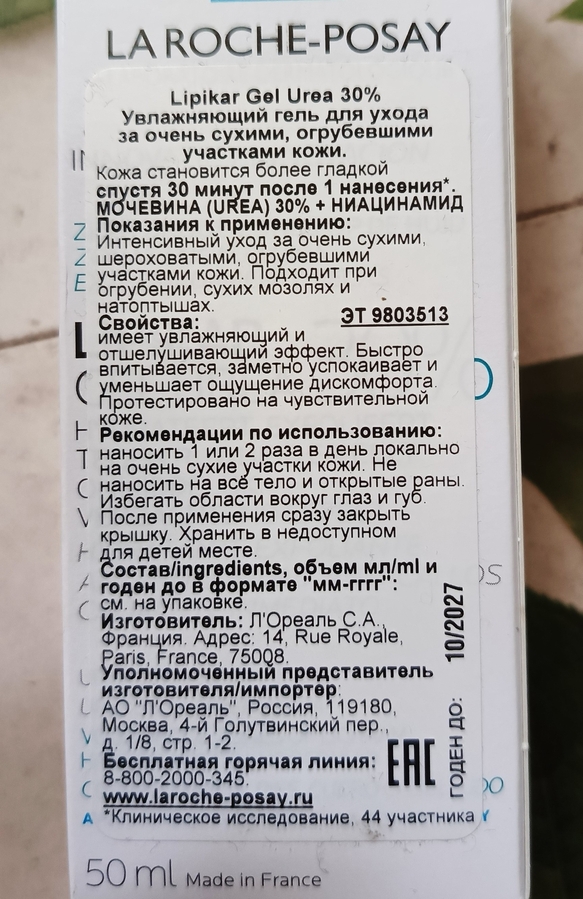 LA ROCHE-POSAY
Lipikar Gel Urea 30%
Увлажняющий гель для ухода
за очень сухими, огрубевшими
участками кожи.
Кожа становится более гладкой
спустя 30 минут после 1 нанесения*.
МОЧЕВИНА (UREA) 30% + НИАЦИНАМИД
Показания к применению:
Интенсивный уход за очень сухими,
шероховатыми, огрубевшими
участками кожи. Подходит при
огрубении, сухих мозолях и
натоптышах.
Свойства: ЭТ 9803513
имеет увлажняющий и
отшелушивающий эффект. Быстро
впитывается, заметно успокаивает и
уменьшает ощущение дискомфорта.
Протестировано на чувствительной
коже.
Рекомендации по использованию:
наносить 1 или 2 раза в день локально
на очень сухие участки кожи. Не
наносить на всё тело и открытые раны.
Избегать области вокруг глаз и губ.
После применения сразу закрыть
крышку. Хранить в недоступном
для детей месте.
Состав/ingredients, объем мл/ml и
годен до в формате "мм-гггг":
см. на упаковке.
Изготовитель: Л'Ореаль С.А.,
Франция. Адрес: 14, Rue Royale,
Paris, France, 75008.
Уполномоченный представитель
изготовителя/импортер:
АО "Л'Ореаль", Россия, 119180,
Москва, 4-й Голутвинский пер.,
д. 1/8, стр. 1-2.
Бесплатная горячая линия:
8-800-2000-345.
www.laroche-posay.ru
*Клиническое исследование, 44 участника
ГОДЕН ДО: 10/2027
EAC
50 ml Made in France